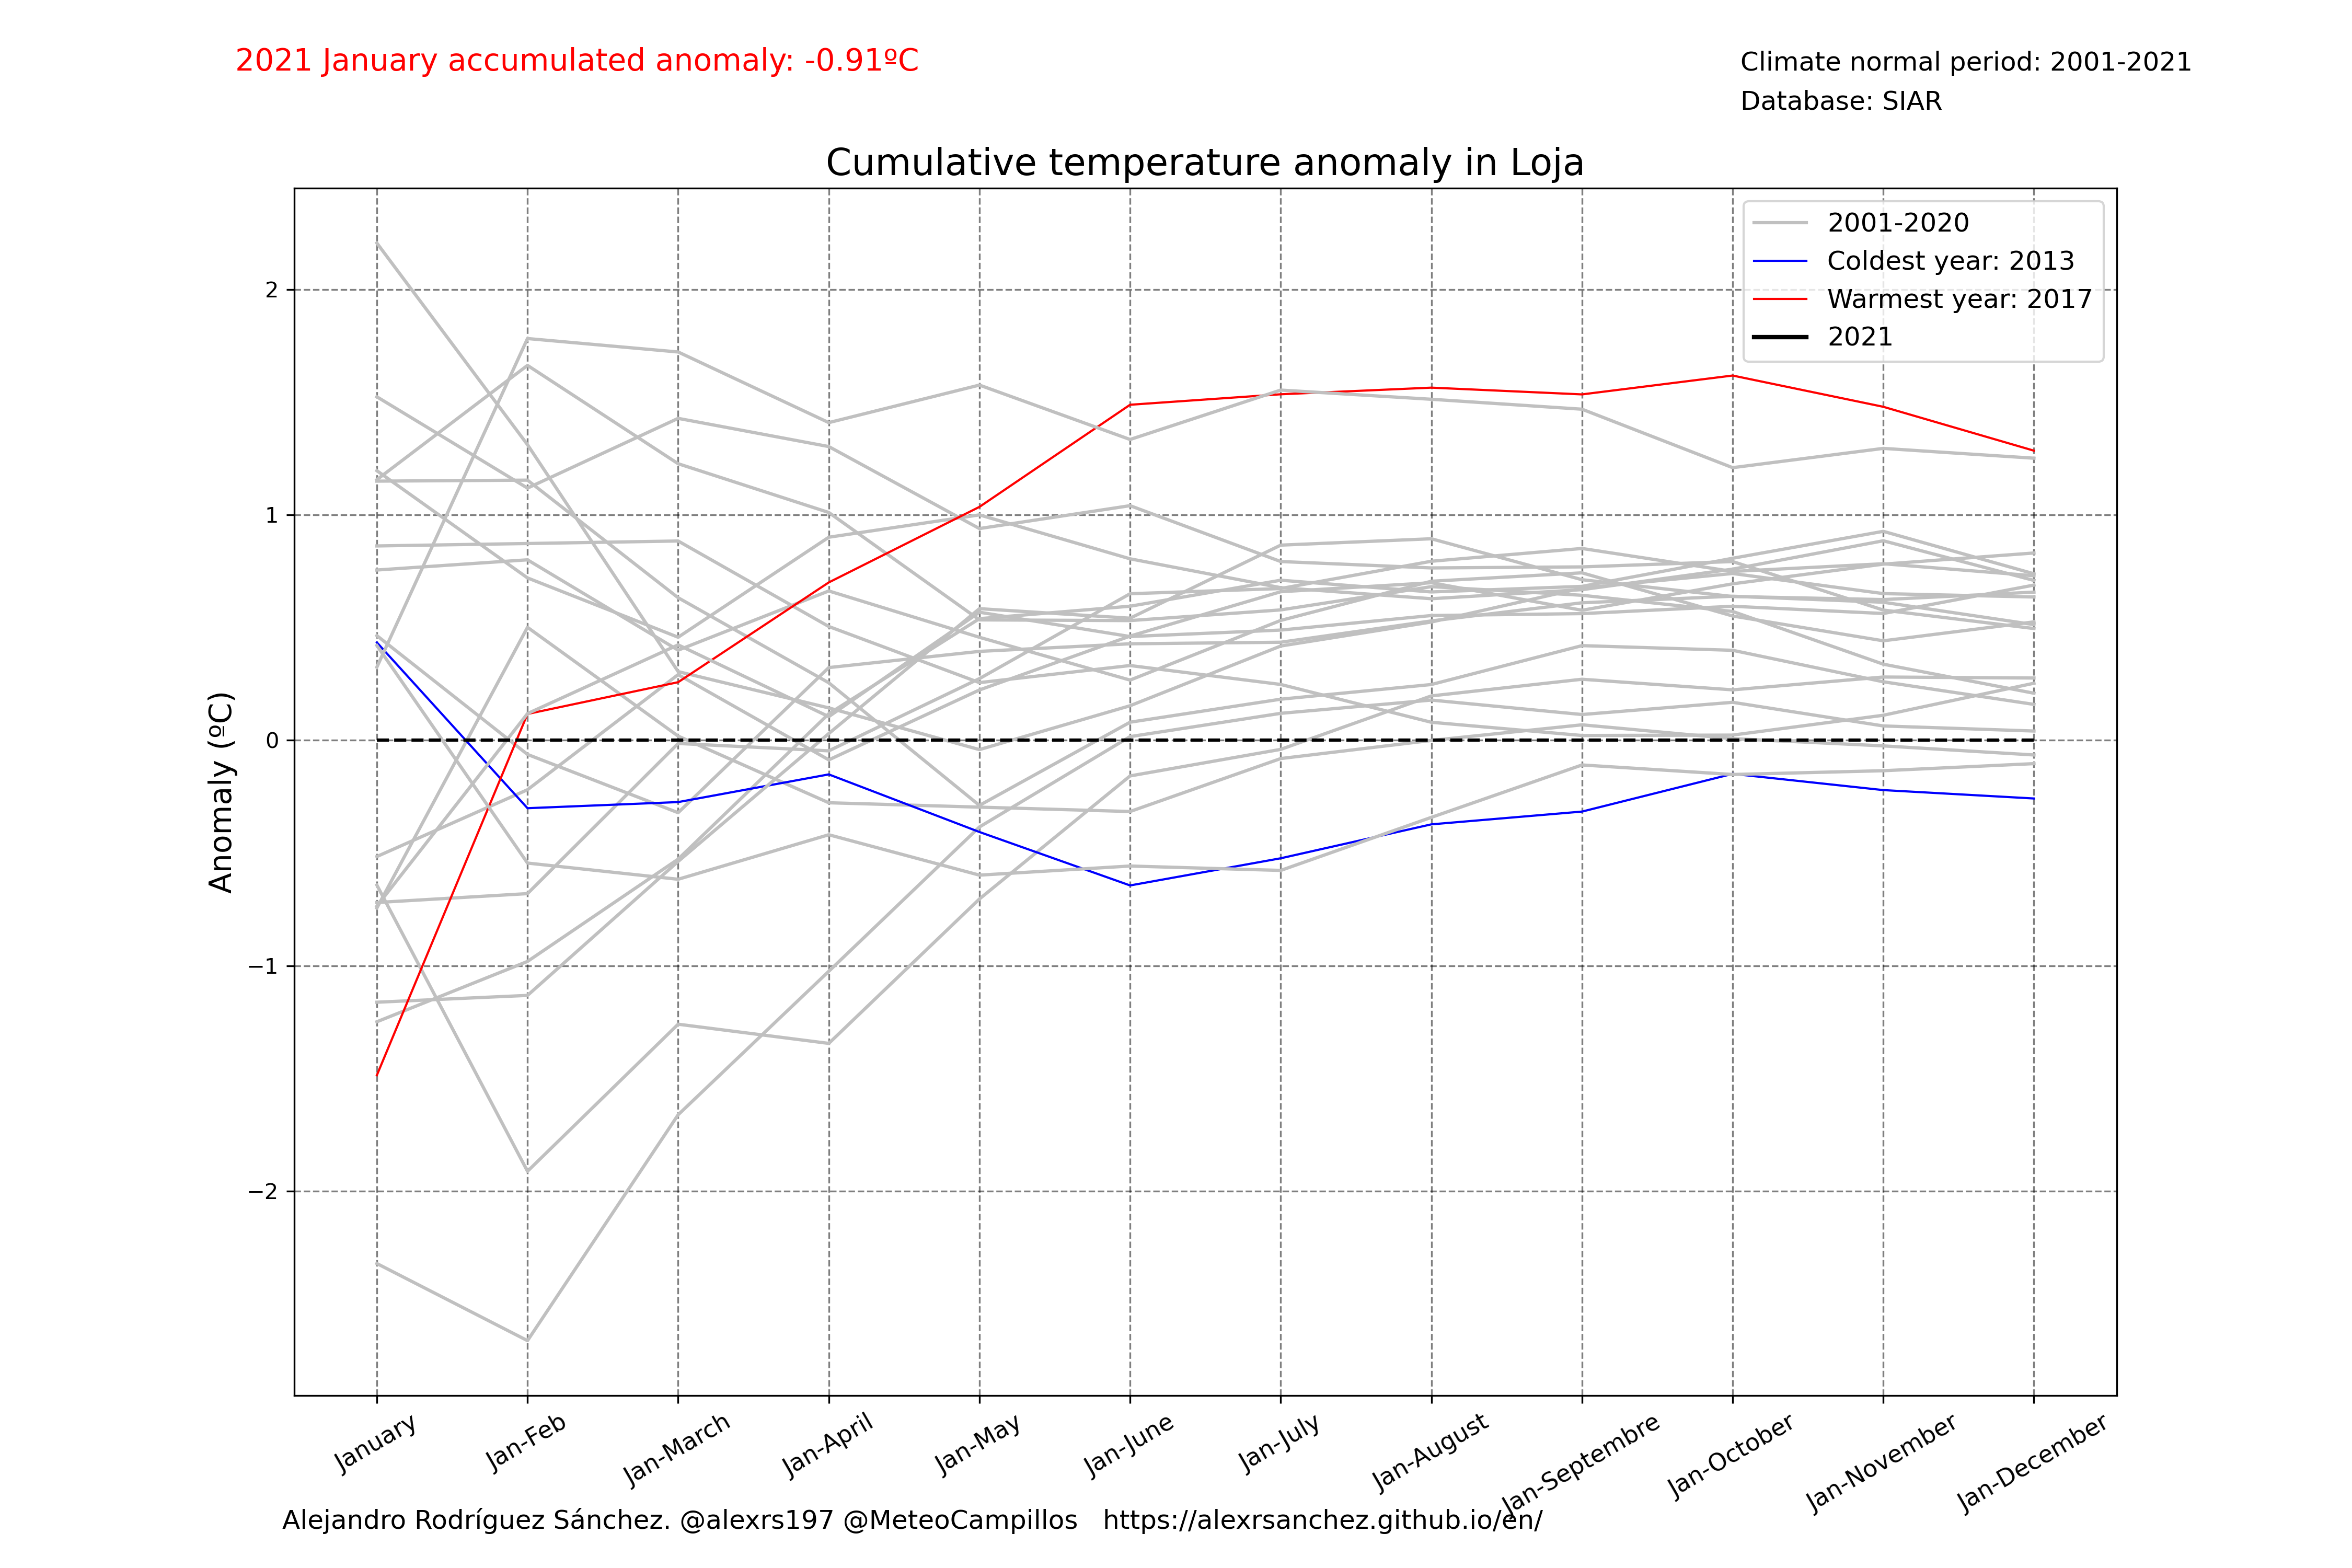 2021 January accumulated anomaly: -0.91ºC
Climate normal period: 2001-2021
Database: SIAR
Cumulative temperature anomaly in Loja
2001-2020
Coldest year: 2013
Warmest year: 2017
2021
2
1
0
−1
−2
Anomaly (ºC)
January
Jan-Feb
Jan-March
Jan-April
Jan-May
Jan-June
Jan-July
Jan-August
Jan-Septembre
Jan-October
Jan-November
Jan-December
Alejandro Rodríguez Sánchez. @alexrs197 @MeteoCampillos   https://alexrsanchez.github.io/en/